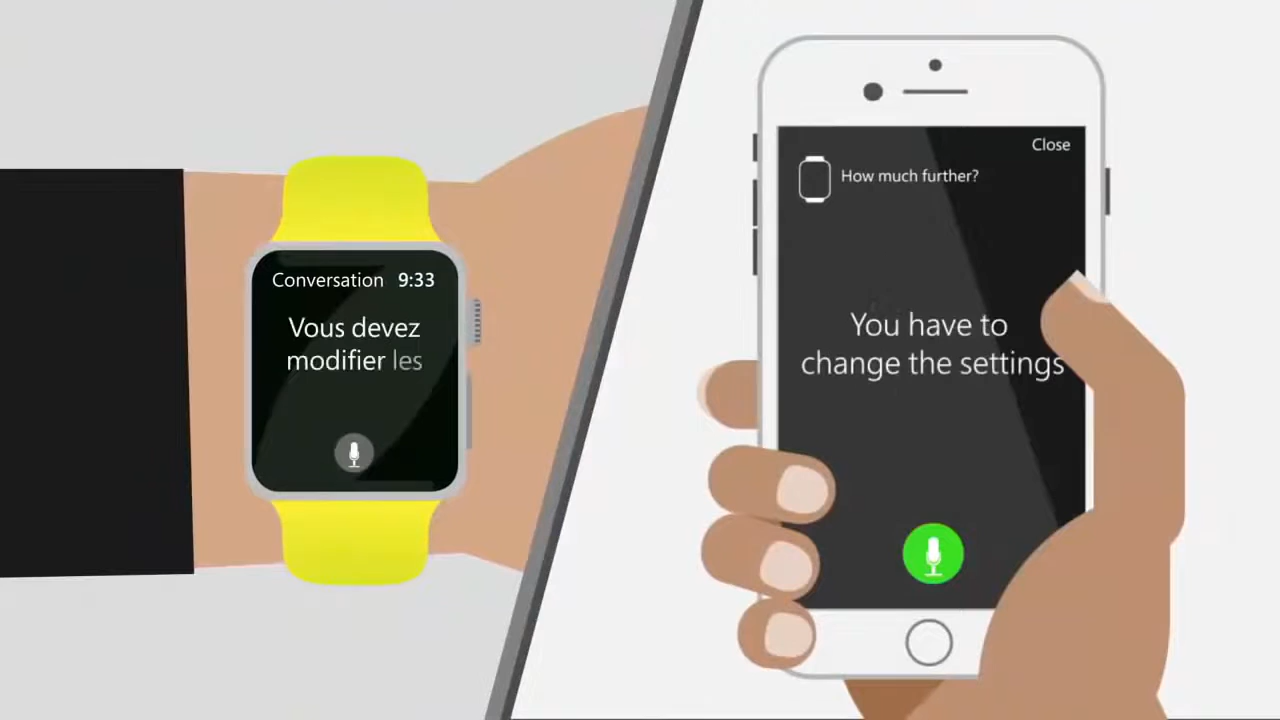 Conversation 9:33
Vous devez
modifier les
Close
How much further?
You have to
change the settings